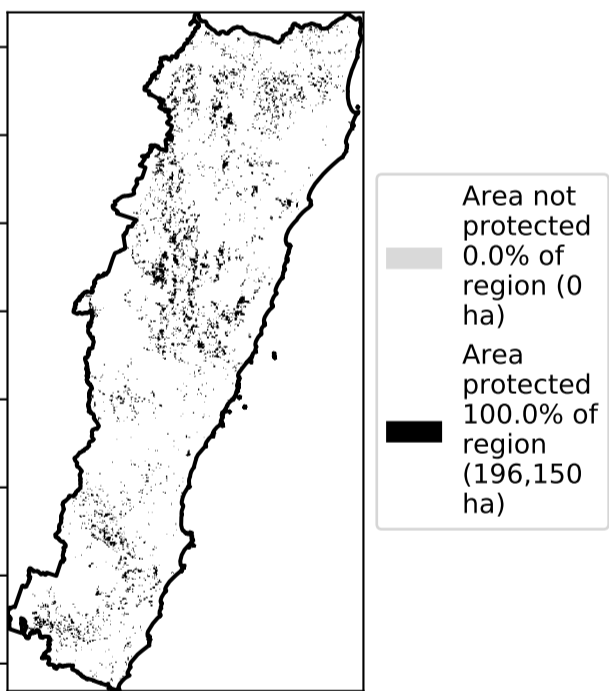 Area not
protected
0.0% of
region (0
ha)
Area
protected
100.0% of
region
(196,150
ha)